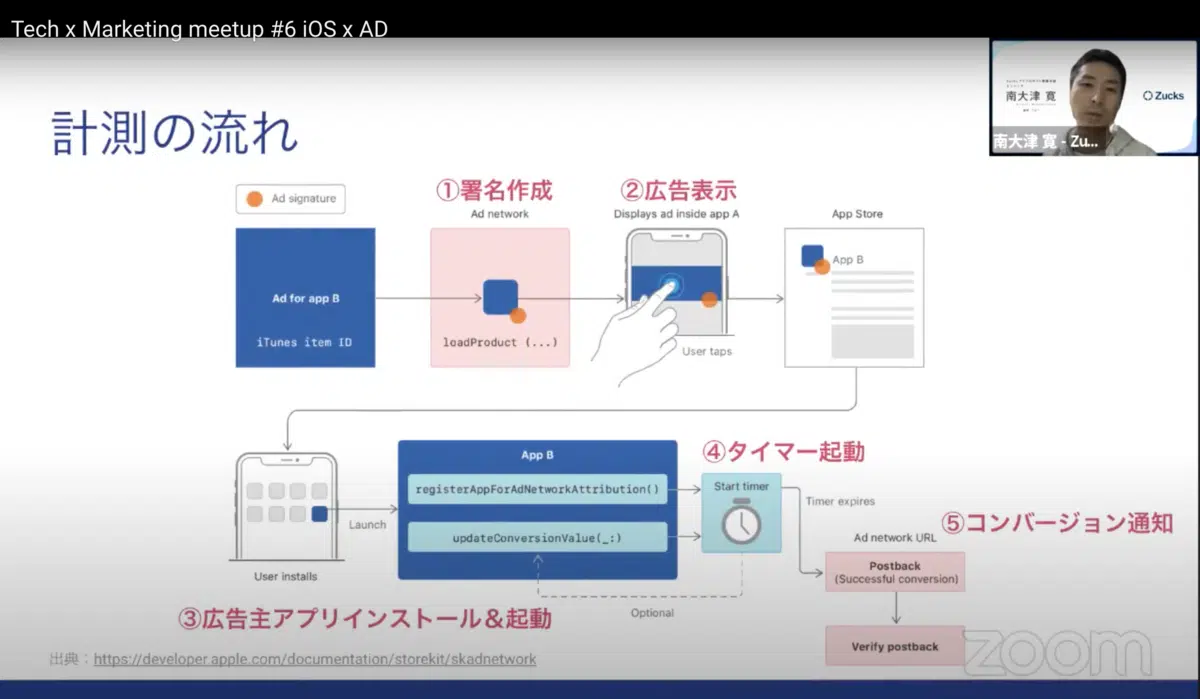 Tech x Marketing meetup #6 iOS x AD
計測の流れ
南大津 寛
Zucks
南大津 寛 - Zu...
Ad signature
①署名作成
Ad network
②広告表示
Displays ad inside app A
App Store
Ad for app B
iTunes item ID
loadProduct (...)
User taps
App B
App B
registerAppForAdNetworkAttribution()
updateConversionValue(_:)
Launch
User installs
③広告主アプリインストール＆起動
Optional
④タイマー起動
Start timer
Timer expires
⑤コンバージョン通知
Ad network URL
Postback
(Successful conversion)
Verify postback
出典：https://developer.apple.com/documentation/storekit/skadnetwork
zoom